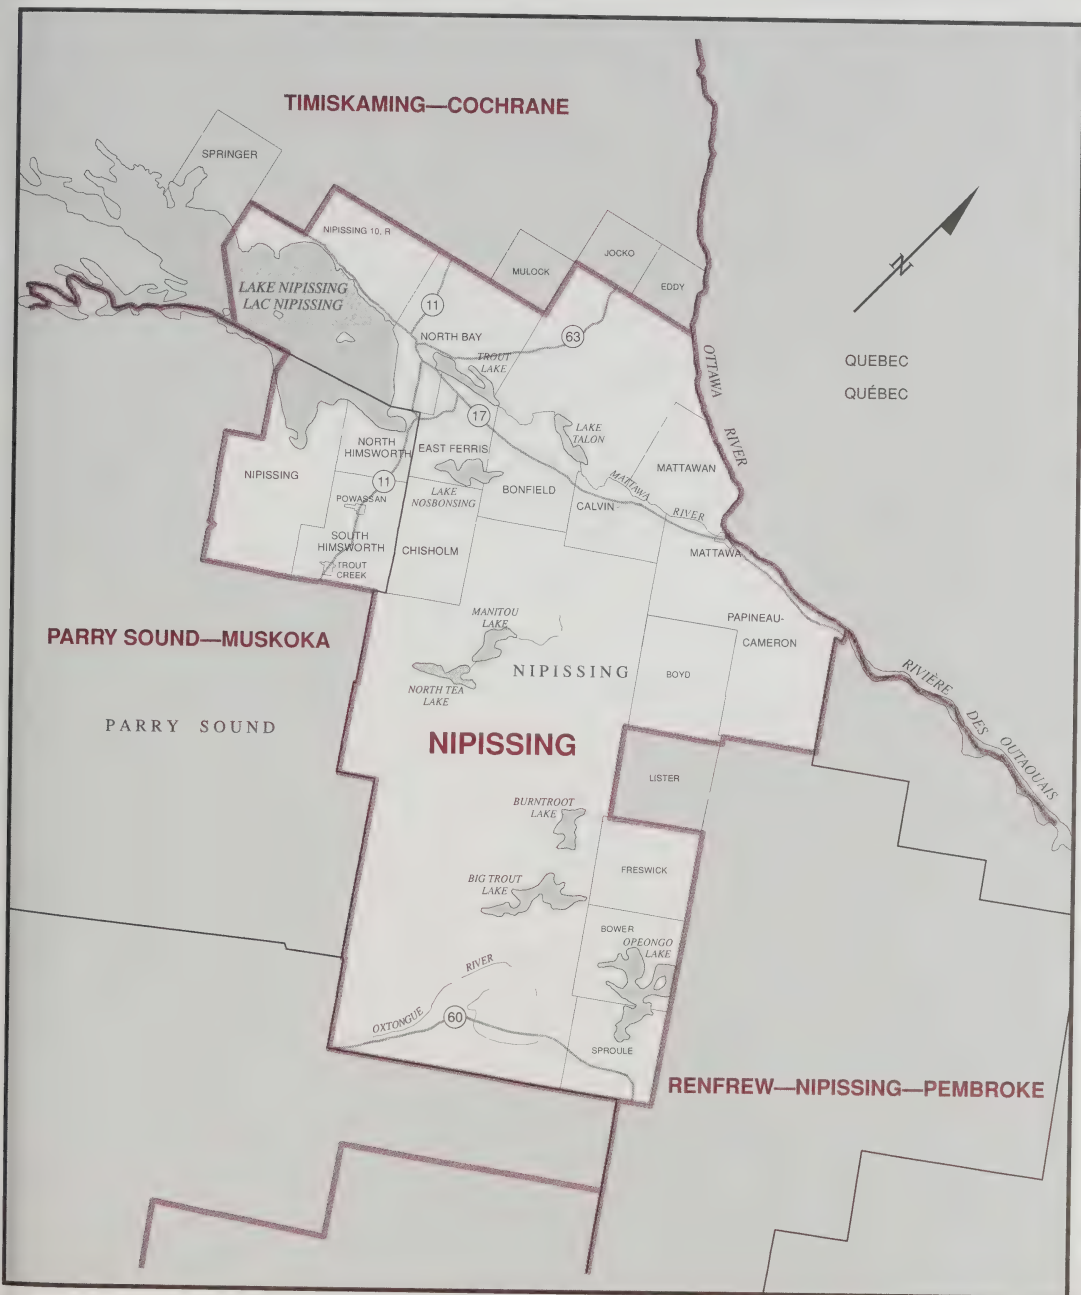 TIMISKAMING—COCHRANE
SPRINGER
NIPISSING 10, R
MULOCK
JOCKO
EDDY
N
LAKE NIPISSING
LAC NIPISSING
11
NORTH BAY
63
TROUT
LAKE
QUEBEC
QUÉBEC
OTTAWA
RIVER
17
LAKE
TALON
NORTH
HIMSWORTH
EAST FERRIS
MATTAWAN
NIPISSING
11
LAKE
NOSBONSING
BONFIELD
MATTAWA
RIVER
CALVIN
POWASSAN
SOUTH
HIMSWORTH
CHISHOLM
MATTAWA
TROUT
CREEK
MANITOU
LAKE
PAPINEAU-
CAMERON
PARRY SOUND—MUSKOKA
NIPISSING
BOYD
NORTH TEA
LAKE
RIVIÈRE
DES
OUTAOUAIS
PARRY SOUND
NIPISSING
LISTER
BURNTROOT
LAKE
FRESWICK
BIG TROUT
LAKE
BOWER
OPEONGO
LAKE
RIVER
OXTONGUE
60
SPROULE
RENFREW—NIPISSING—PEMBROKE